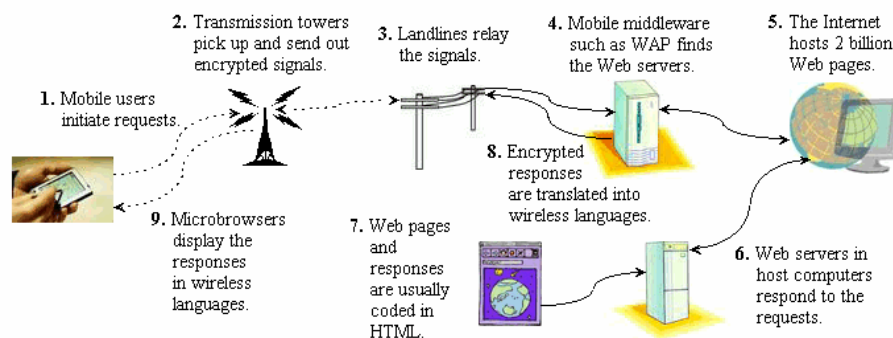 1. Mobile users
initiate requests.
2. Transmission towers
pick up and send out
encrypted signals.
3. Landlines relay
the signals.
4. Mobile middleware
such as WAP finds
the Web servers.
5. The Internet
hosts 2 billion
Web pages.
6. Web servers in
host computers
respond to the
requests.
7. Web pages
and
responses
are usually
coded in
HTML.
8. Encrypted
responses
are translated into
wireless languages.
9. Microbrowsers
display the
responses
in wireless
languages.